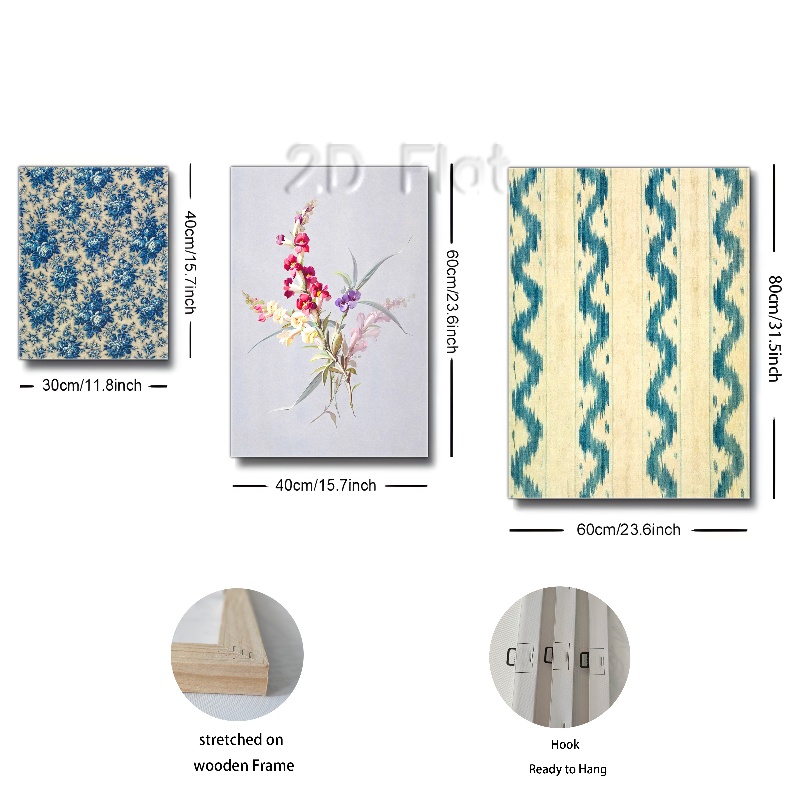 2D Flat
40cm/15.7inch
30cm/11.8inch
60cm/23.6inch
40cm/15.7inch
80cm/31.5inch
60cm/23.6inch
stretched on
wooden Frame
Hook
Ready to Hang